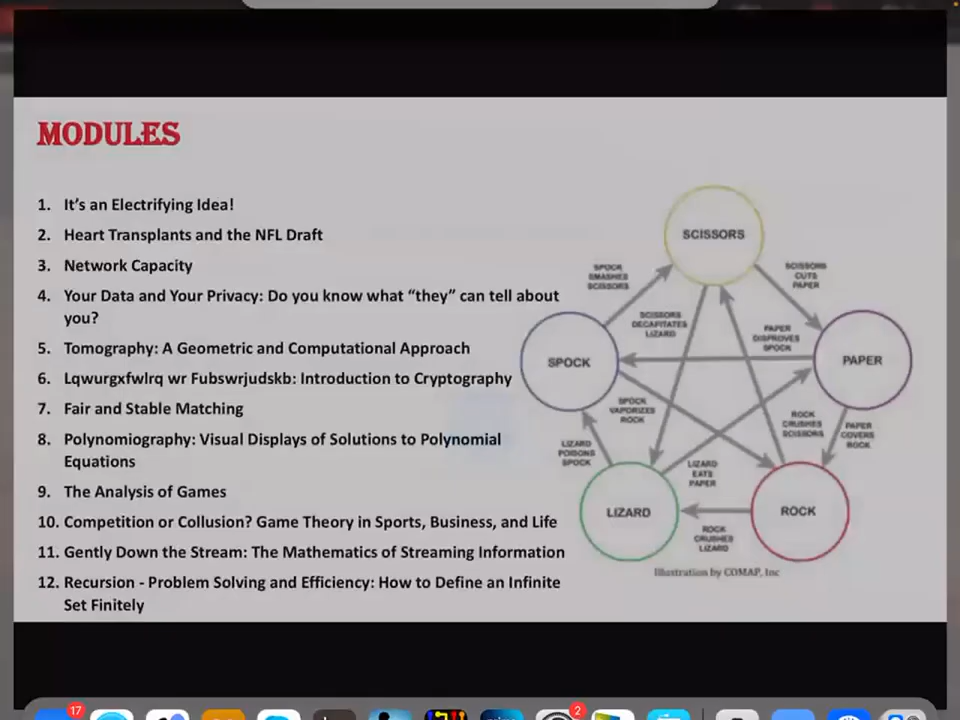 MODULES
1. It's an Electrifying Idea!
2. Heart Transplants and the NFL Draft
3. Network Capacity
4. Your Data and Your Privacy: Do you know what “they” can tell about
you?
5. Tomography: A Geometric and Computational Approach
6. Lqwurgxfwlrq wr Fubswrjudskb: Introduction to Cryptography
7. Fair and Stable Matching
8. Polynomiography: Visual Displays of Solutions to Polynomial
Equations
9. The Analysis of Games
10. Competition or Collusion? Game Theory in Sports, Business, and Life
11. Gently Down the Stream: The Mathematics of Streaming Information
12. Recursion - Problem Solving and Efficiency: How to Define an Infinite
Set Finitely
SCISSORS
SPOCK
SMASHES
SCISSORS
SCISSORS
CUTS
PAPER
SCISSORS
DECAPITATES
LIZARD
PAPER
DISPROVES
SPOCK
SPOCK
PAPER
SPOCK
VAPORIZES
ROCK
ROCK
CRUSHES
SCISSORS
PAPER
COVERS
ROCK
LIZARD
POISONS
SPOCK
LIZARD
EATS
PAPER
LIZARD
ROCK
ROCK
CRUSHES
LIZARD
Illustration by COMAP, Inc
17
2